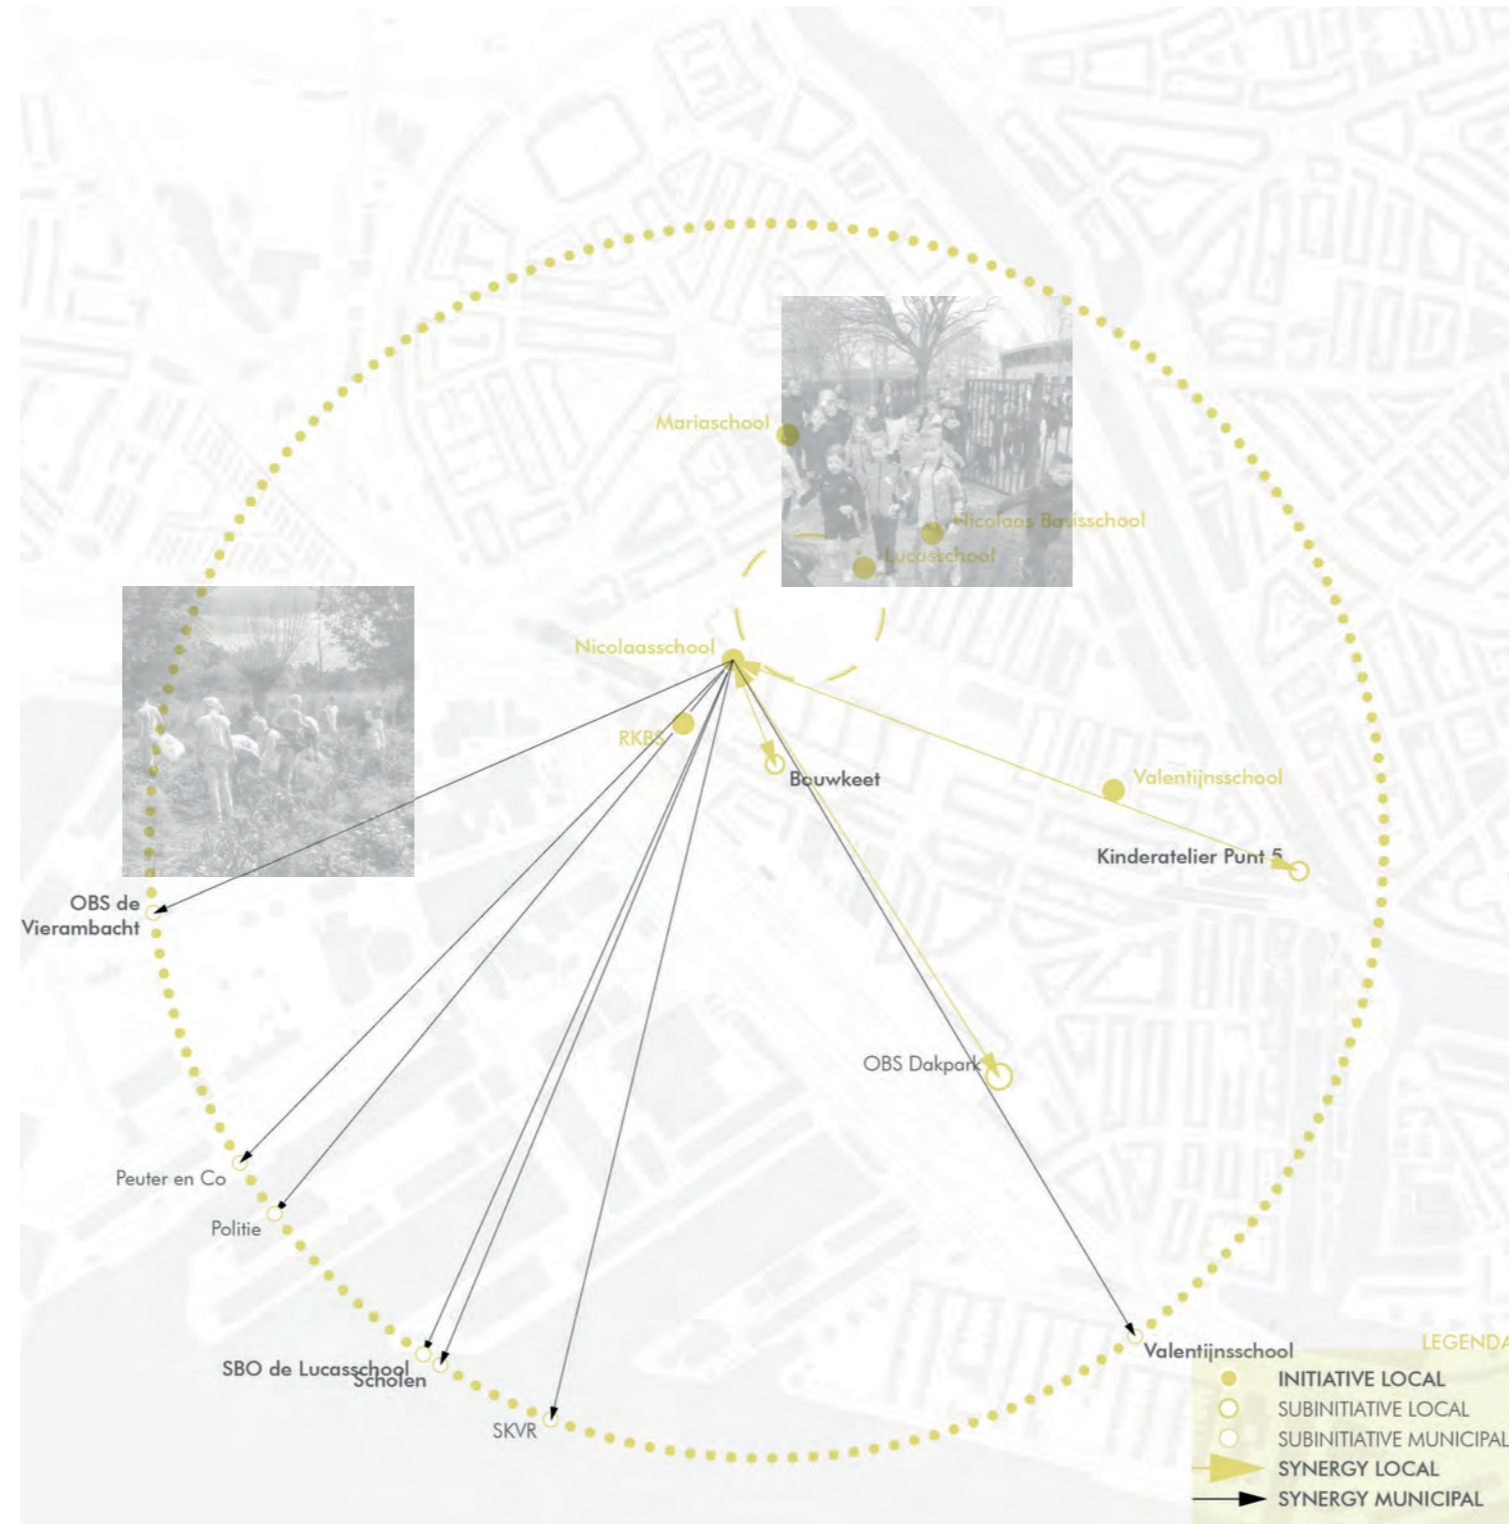 Mariaschool
Nicolaas Basisschool
Lucasschool
Nicolaasschool
RKBS
Bouwkeet
Valentijnsschool
Kinderatelier Punt 5
OBS de
Vierambacht
OBS Dakpark
Peuter en Co
Politie
SBO de Lucasschool
Scholen
SKVR
Valentijnsschool
LEGENDA
INITIATIVE LOCAL
SUBINITIATIVE LOCAL
SUBINITIATIVE MUNICIPAL
SYNERGY LOCAL
SYNERGY MUNICIPAL